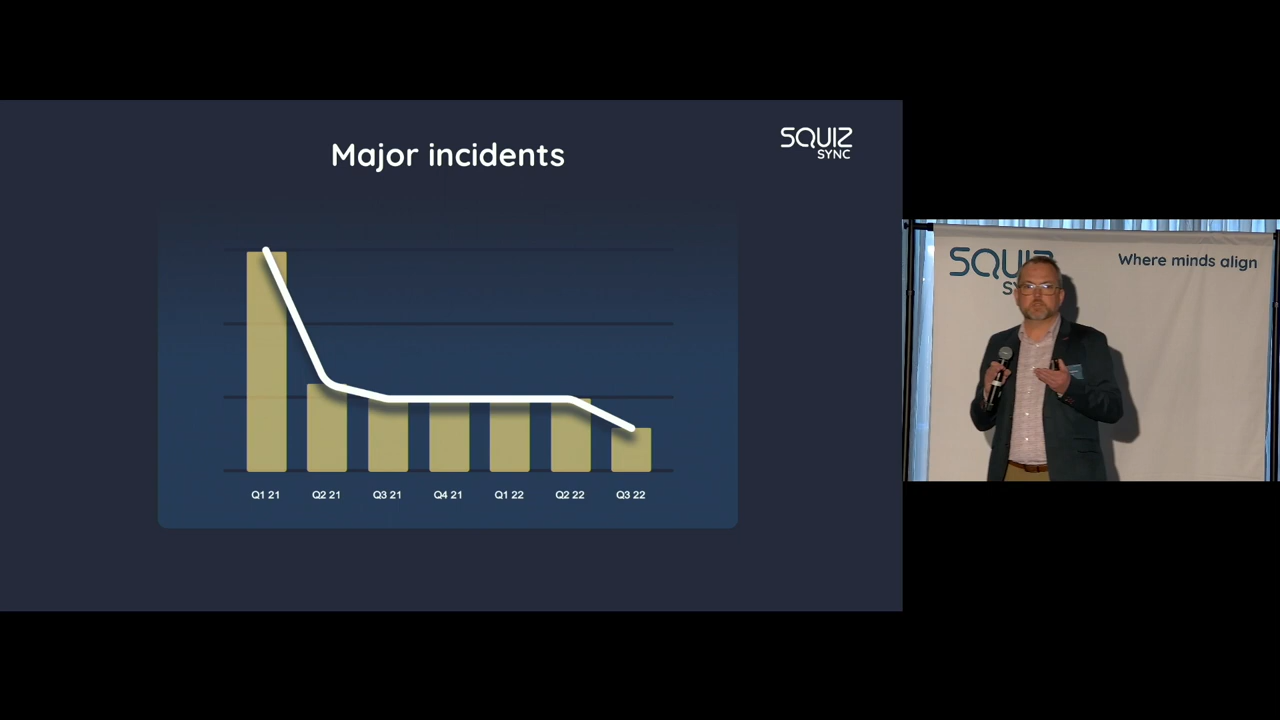 Major incidents
SQUIZ
SYNC
Q1 21
Q2 21
Q3 21
Q4 21
Q1 22
Q2 22
Q3 22
SQUIZ
Where minds align